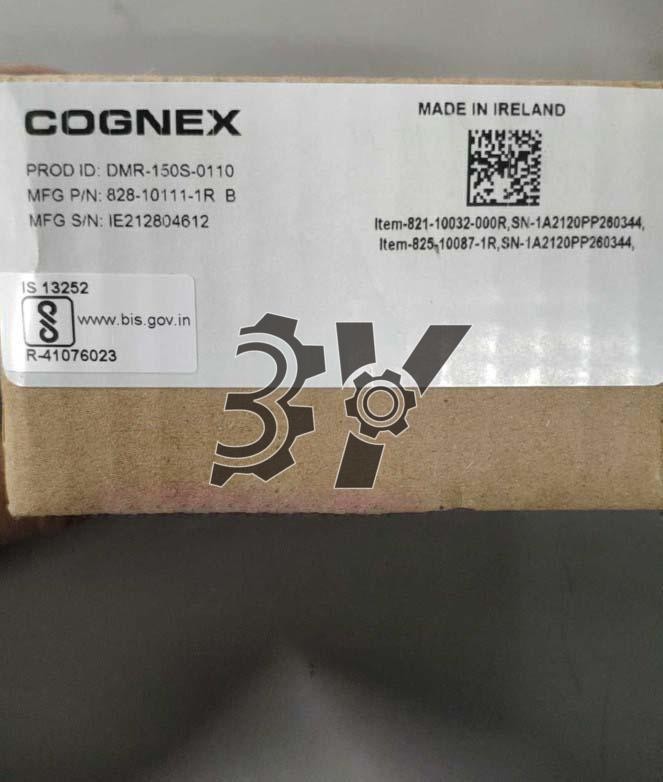 COGNEX
PROD ID: DMR-150S-0110
MFG P/N: 828-10111-1R B
MFG S/N: IE212804612
MADE IN IRELAND
Item-821-10032-000R,SN-1A2120PP260344,
Item-825-10087-1R,SN-1A2120PP260344,
IS 13252
www.bis.gov.in
R-41076023
3Y